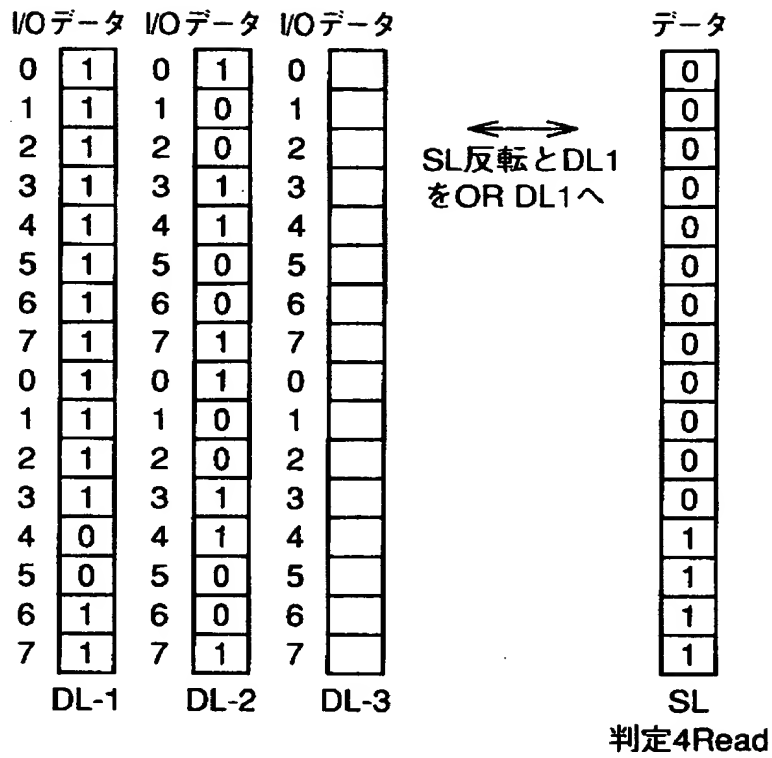 I/Oデータ I/Oデータ I/Oデータ データ
0 1 0 1 0 0
1 1 1 0 1 0
2 1 2 0 2 0
3 1 3 1 3 0
4 1 4 1 4 0
5 1 5 0 5 0
6 1 6 0 6 0
7 1 7 1 7 0
0 1 0 1 0 0
1 1 1 0 1 0
2 1 2 0 2 0
3 1 3 1 3 0
4 0 4 1 4 1
5 0 5 0 5 1
6 1 6 0 6 1
7 1 7 1 7 1
DL-1 DL-2 DL-3 SL
判定4Read
SL反転とDL1
をOR DL1へ